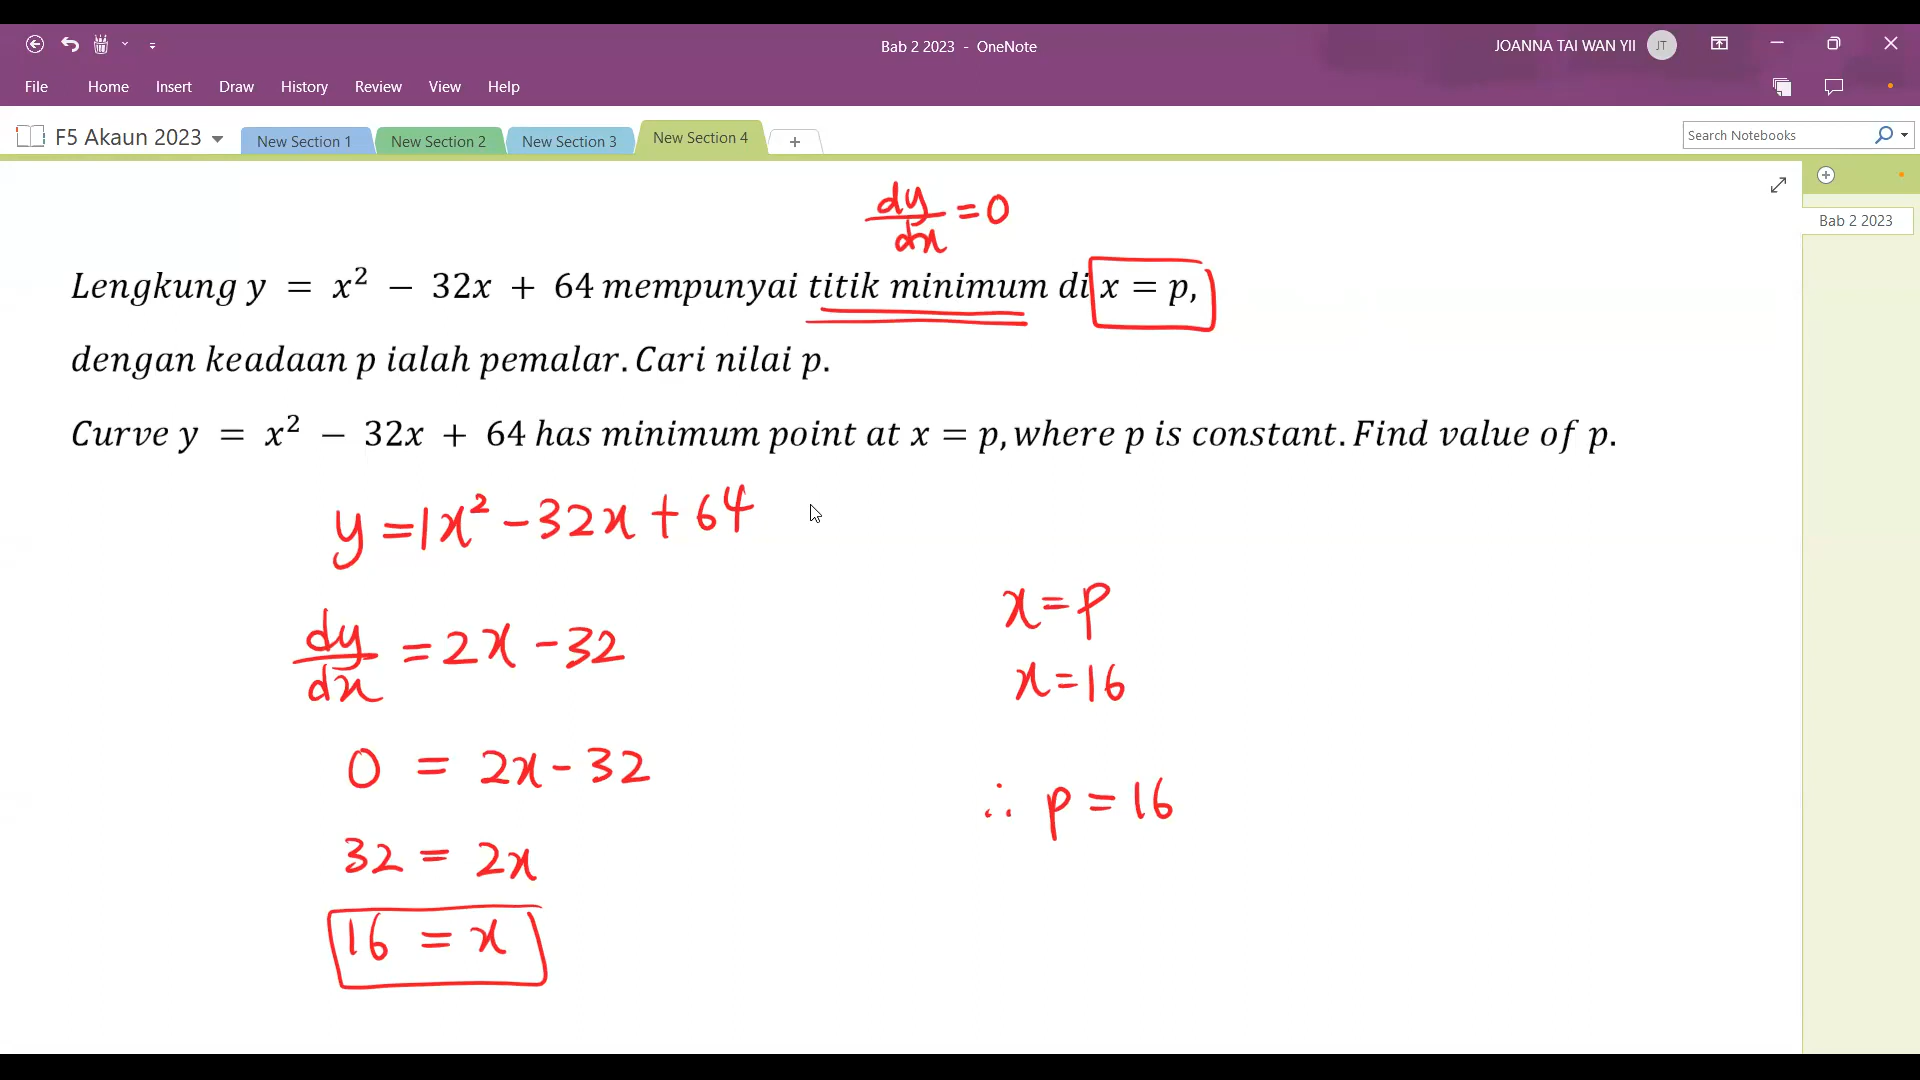 Bab 2 2023 - OneNote
JOANNA TAI WAN YII JT
File Home Insert Draw History Review View Help
F5 Akaun 2023 New Section 1 New Section 2 New Section 3 New Section 4 + Search Notebooks
Bab 2 2023
dy/dx = 0
Lengkung y = x² − 32x + 64 mempunyai titik minimum di x = p,
dengan keadaan p ialah pemalar. Cari nilai p.
Curve y = x² − 32x + 64 has minimum point at x = p, where p is constant. Find value of p.
y = 1x² − 32x + 64
dy/dx = 2x − 32
0 = 2x − 32
32 = 2x
16 = x
x = p
x = 16
∴ p = 16